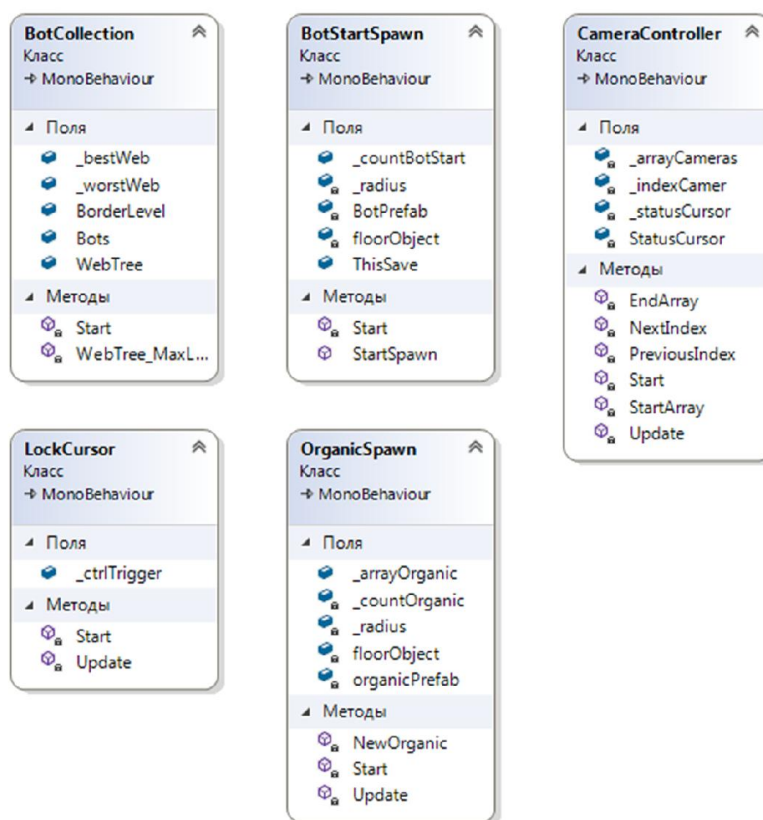 BotCollection
Класс
MonoBehaviour
Поля
_bestWeb
_worstWeb
BorderLevel
Bots
WebTree
Методы
Start
WebTree_MaxL...
BotStartSpawn
Класс
MonoBehaviour
Поля
_countBotStart
_radius
BotPrefab
floorObject
ThisSave
Методы
Start
StartSpawn
CameraController
Класс
MonoBehaviour
Поля
_arrayCameras
_indexCamer
_statusCursor
StatusCursor
Методы
EndArray
NextIndex
PreviousIndex
Start
StartArray
Update
LockCursor
Класс
MonoBehaviour
Поля
_ctrlTrigger
Методы
Start
Update
OrganicSpawn
Класс
MonoBehaviour
Поля
_arrayOrganic
_countOrganic
_radius
floorObject
organicPrefab
Методы
NewOrganic
Start
Update